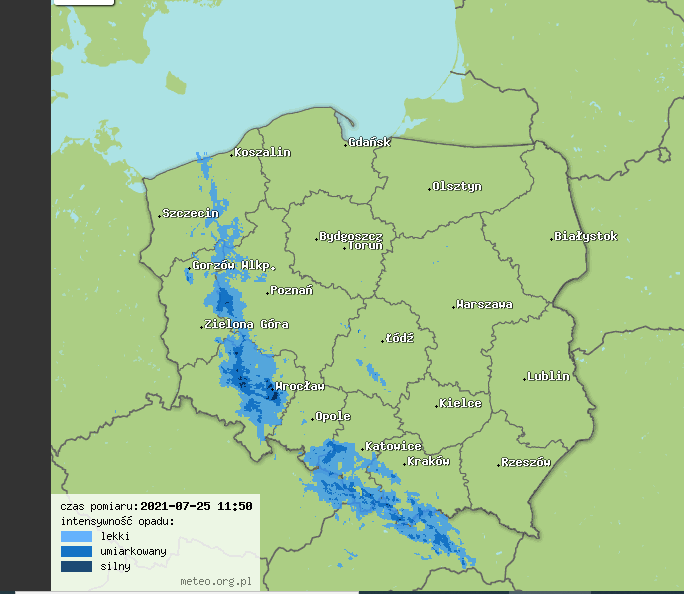 Gdańsk
Koszalin
Olsztyn
Szczecin
Bydgoszcz
Białystok
Toruń
Gorzów Wlkp.
Poznań
Warszawa
Zielona Góra
Łódź
Lublin
Wrocław
Kielce
Opole
Katowice
Kraków
Rzeszów
czas pomiaru:2021-07-25 11:50
intensywność opadu:
lekki
umiarkowany
silny
meteo.org.pl